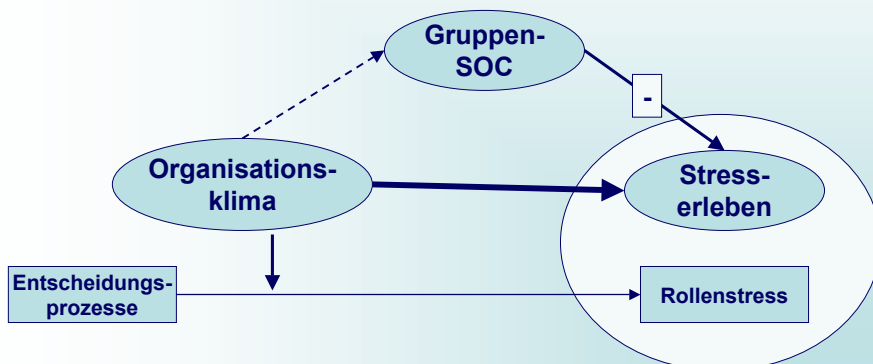 Gruppen-
SOC
-
Organisations-
klima
Stress-
erleben
Entscheidungs-
prozesse
Rollenstress